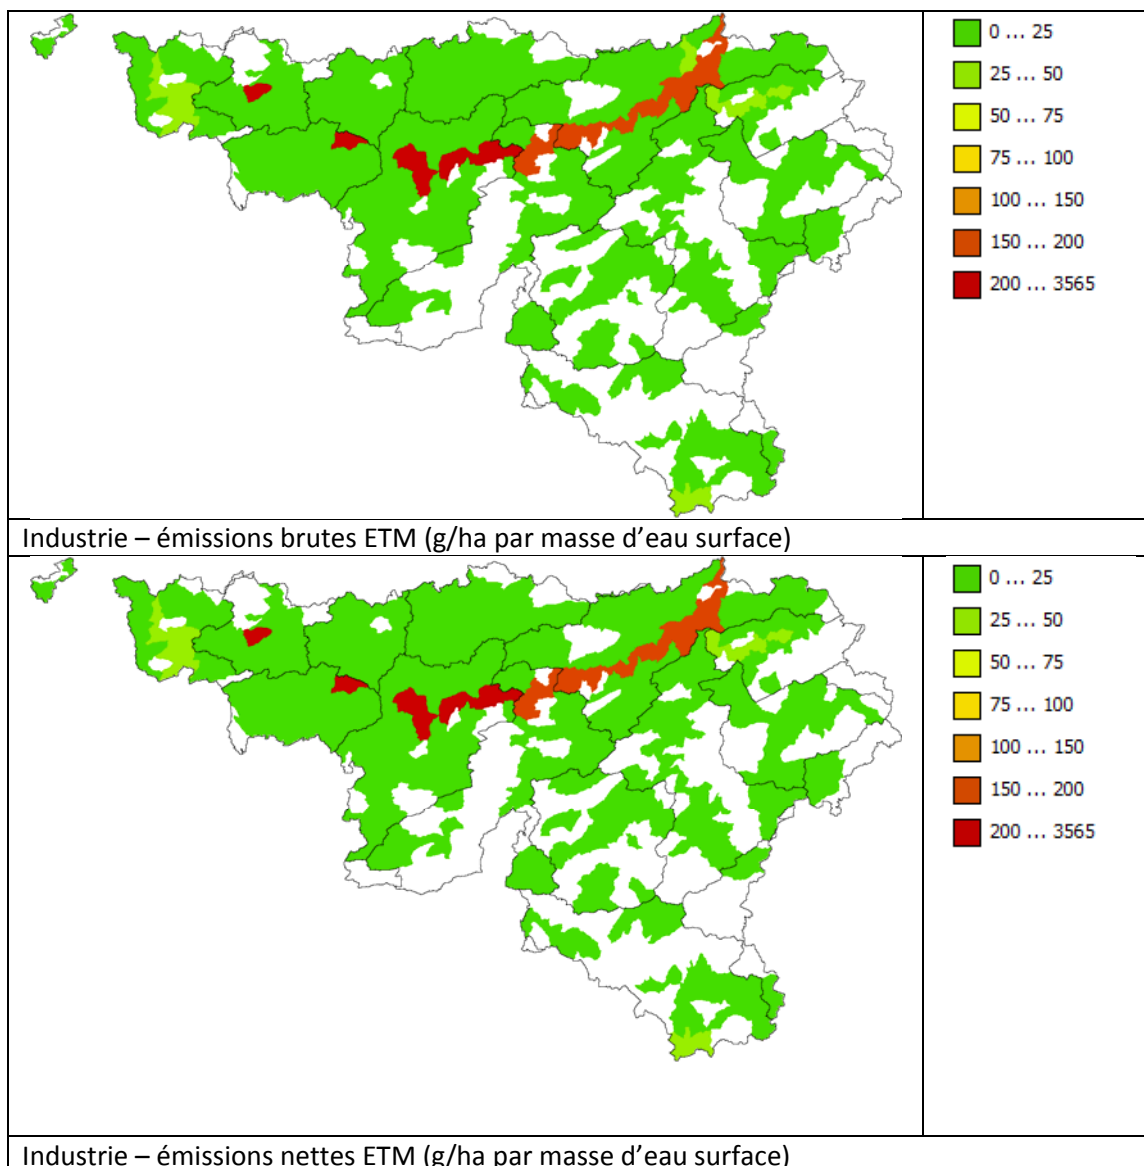 0 ... 25
25 ... 50
50 ... 75
75 ... 100
100 ... 150
150 ... 200
200 ... 3565
Industrie – émissions brutes ETM (g/ha par masse d'eau surface)
0 ... 25
25 ... 50
50 ... 75
75 ... 100
100 ... 150
150 ... 200
200 ... 3565
Industrie – émissions nettes ETM (g/ha par masse d'eau surface)